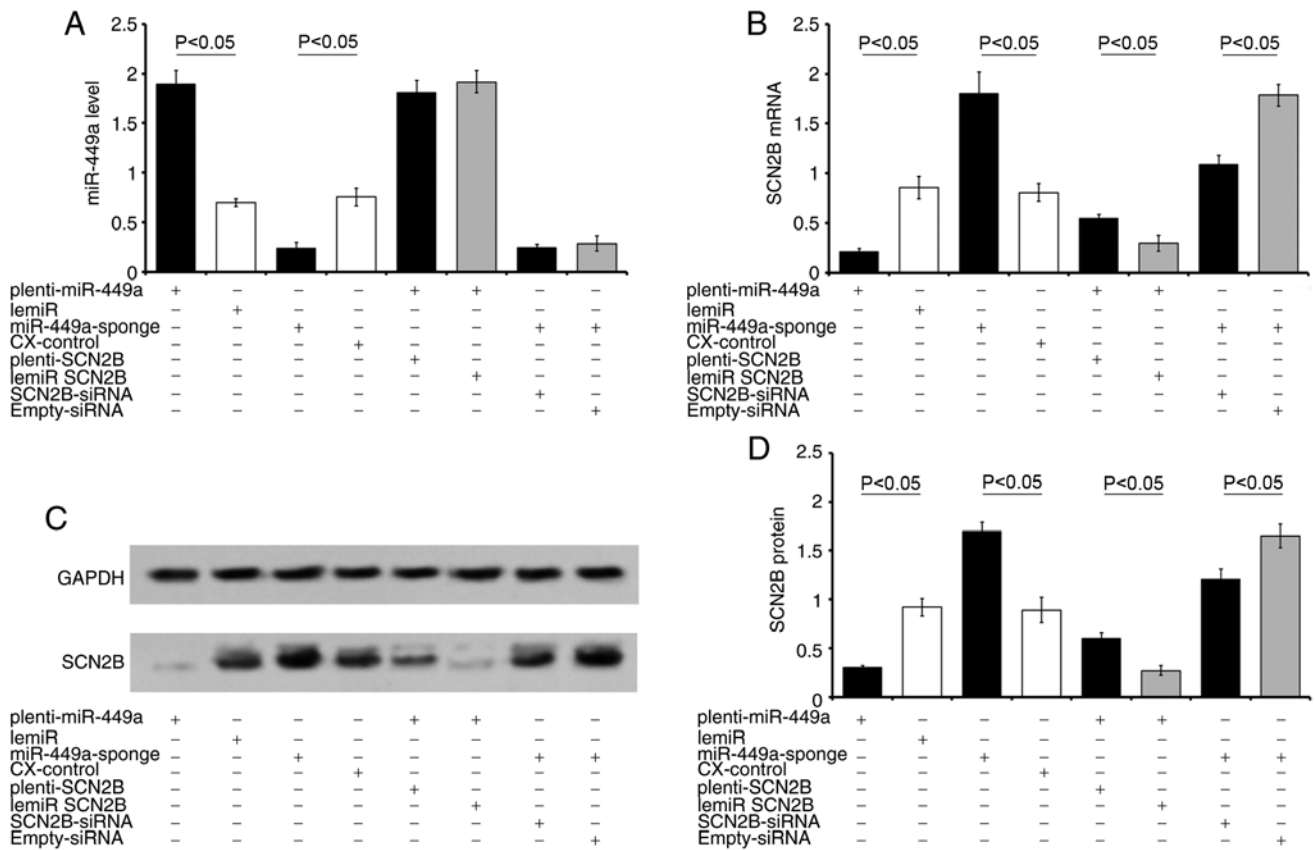 A
2.5
2
1.5
1
0.5
0
miR-449a level
P<0.05 P<0.05
plenti-miR-449a + − − − + + − −
lemiR − + − − − − − −
miR-449a-sponge − − + − − − + +
CX-control − − − + − − − −
plenti-SCN2B − − − − + − − −
lemiR SCN2B − − − − − + − −
SCN2B-siRNA − − − − − − + −
Empty-siRNA − − − − − − − +
B
2.5
2
1.5
1
0.5
0
SCN2B mRNA
P<0.05 P<0.05 P<0.05 P<0.05
plenti-miR-449a + − − − + + − −
lemiR − + − − − − − −
miR-449a-sponge − − + − − − + +
CX-control − − − + − − − −
plenti-SCN2B − − − − + − − −
lemiR SCN2B − − − − − + − −
SCN2B-siRNA − − − − − − + −
Empty-siRNA − − − − − − − +
C
GAPDH
SCN2B
plenti-miR-449a + − − − + + − −
lemiR − + − − − − − −
miR-449a-sponge − − + − − − + +
CX-control − − − + − − − −
plenti-SCN2B − − − − + − − −
lemiR SCN2B − − − − − + − −
SCN2B-siRNA − − − − − − + −
Empty-siRNA − − − − − − − +
D
2.5
2
1.5
1
0.5
0
SCN2B protein
P<0.05 P<0.05 P<0.05 P<0.05
plenti-miR-449a + − − − + + − −
lemiR − + − − − − − −
miR-449a-sponge − − + − − − + +
CX-control − − − + − − − −
plenti-SCN2B − − − − + − − −
lemiR SCN2B − − − − − + − −
SCN2B-siRNA − − − − − − + −
Empty-siRNA − − − − − − − +